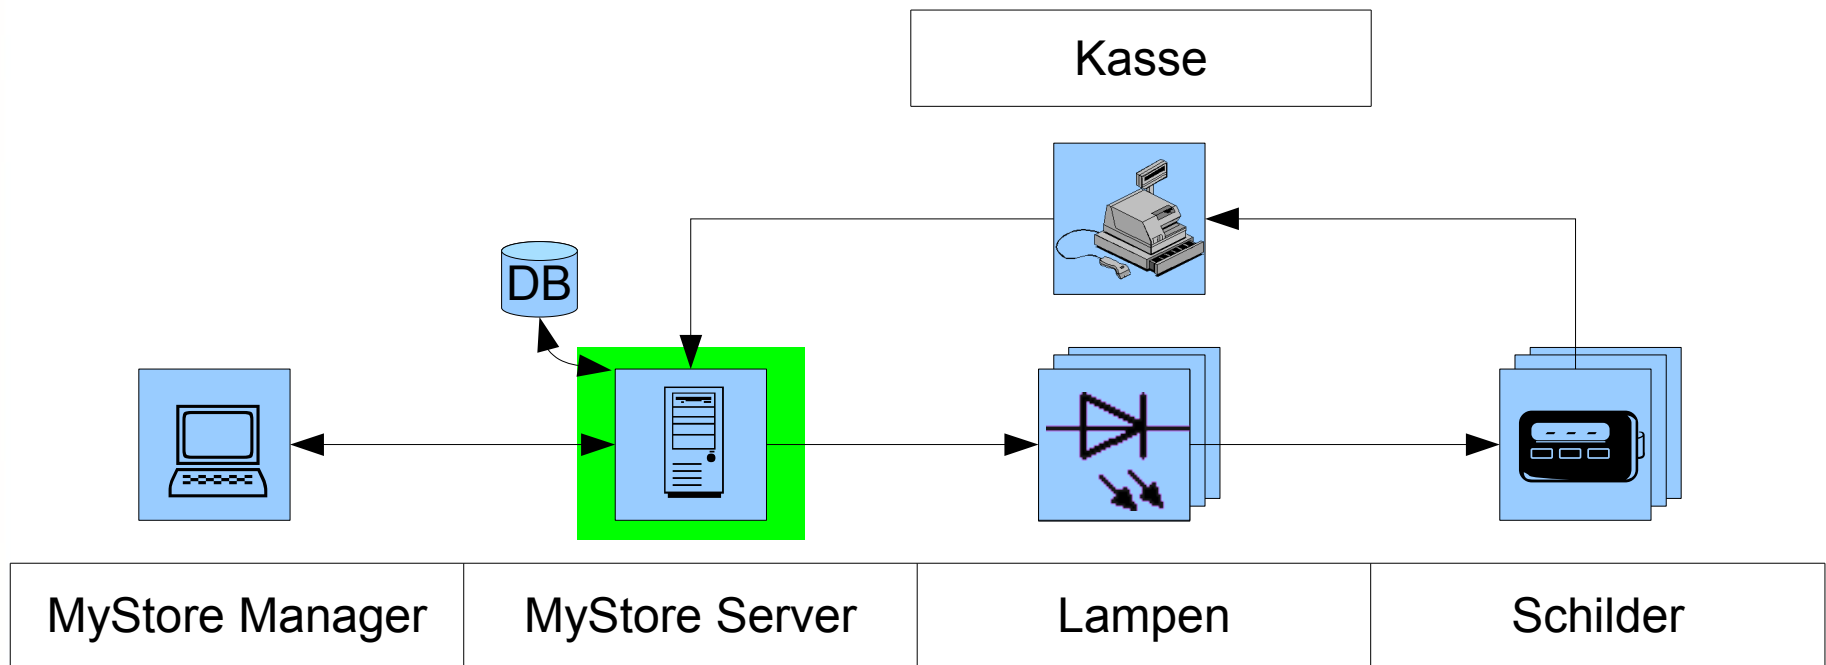 Kasse
DB
MyStore Manager
MyStore Server
Lampen
Schilder